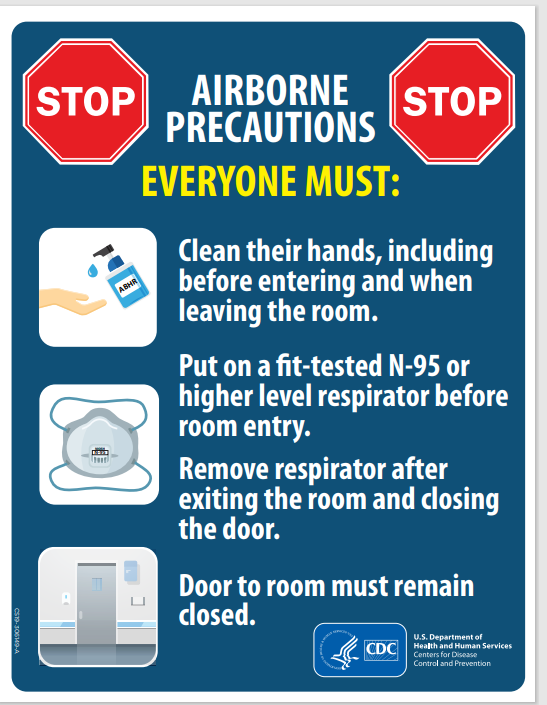 STOP
AIRBORNE
PRECAUTIONS
STOP
EVERYONE MUST:
ABHR
Clean their hands, including
before entering and when
leaving the room.
Put on a fit-tested N-95 or
higher level respirator before
room entry.
N-95
Remove respirator after
exiting the room and closing
the door.
Door to room must remain
closed.
CDC
U.S. Department of
Health and Human Services
Centers for Disease
Control and Prevention